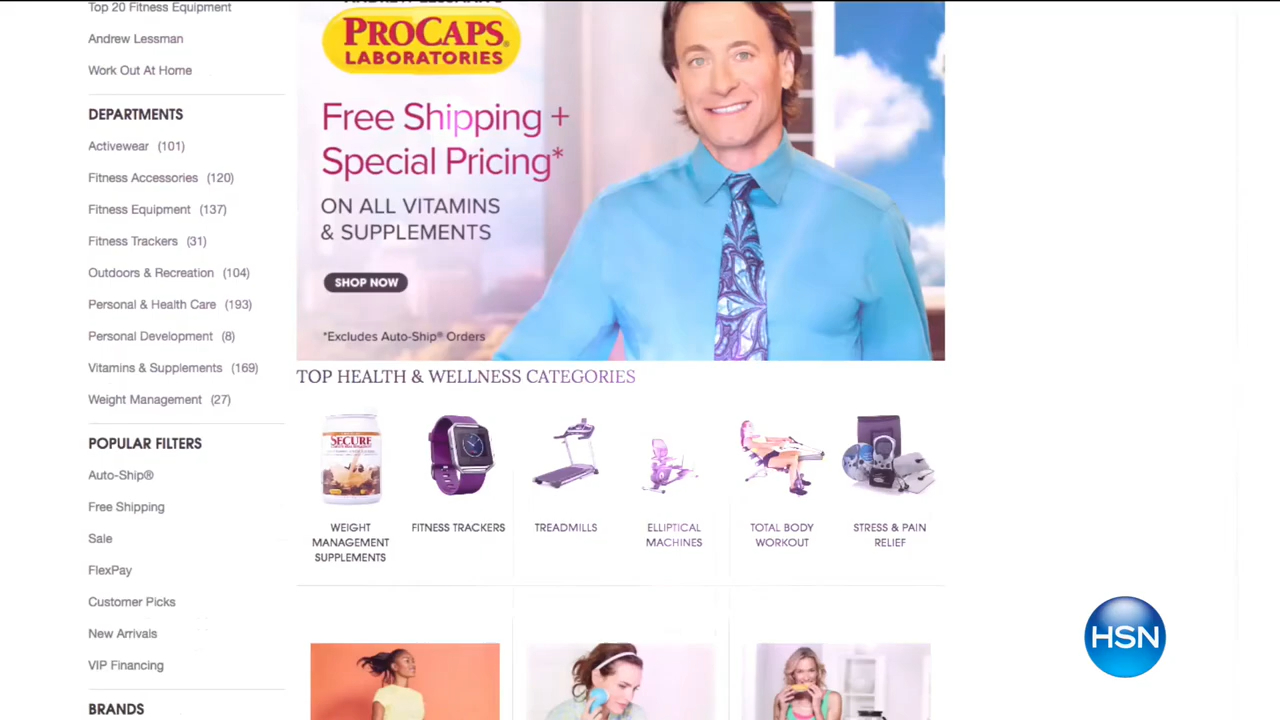 Top 20 Fitness Equipment
Andrew Lessman
Work Out At Home
DEPARTMENTS
Activewear (101)
Fitness Accessories (120)
Fitness Equipment (137)
Fitness Trackers (31)
Outdoors & Recreation (104)
Personal & Health Care (193)
Personal Development (8)
Vitamins & Supplements (169)
Weight Management (27)
POPULAR FILTERS
Auto-Ship®
Free Shipping
Sale
FlexPay
Customer Picks
New Arrivals
VIP Financing
BRANDS
PROCAPS
LABORATORIES
Free Shipping +
Special Pricing*
ON ALL VITAMINS
& SUPPLEMENTS
SHOP NOW
*Excludes Auto-Ship® Orders
TOP HEALTH & WELLNESS CATEGORIES
SECURE
WEIGHT
MANAGEMENT
SUPPLEMENTS
FITNESS TRACKERS
TREADMILLS
ELLIPTICAL
MACHINES
TOTAL BODY
WORKOUT
STRESS & PAIN
RELIEF
HSN